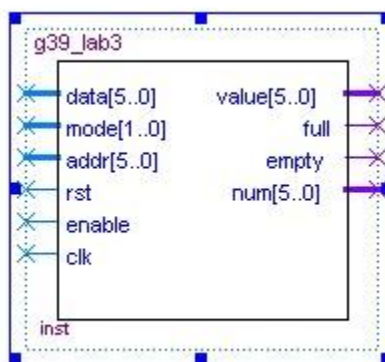 g39_lab3
data[5..0] value[5..0]
mode[1..0] full
addr[5..0] empty
rst num[5..0]
enable
clk
inst